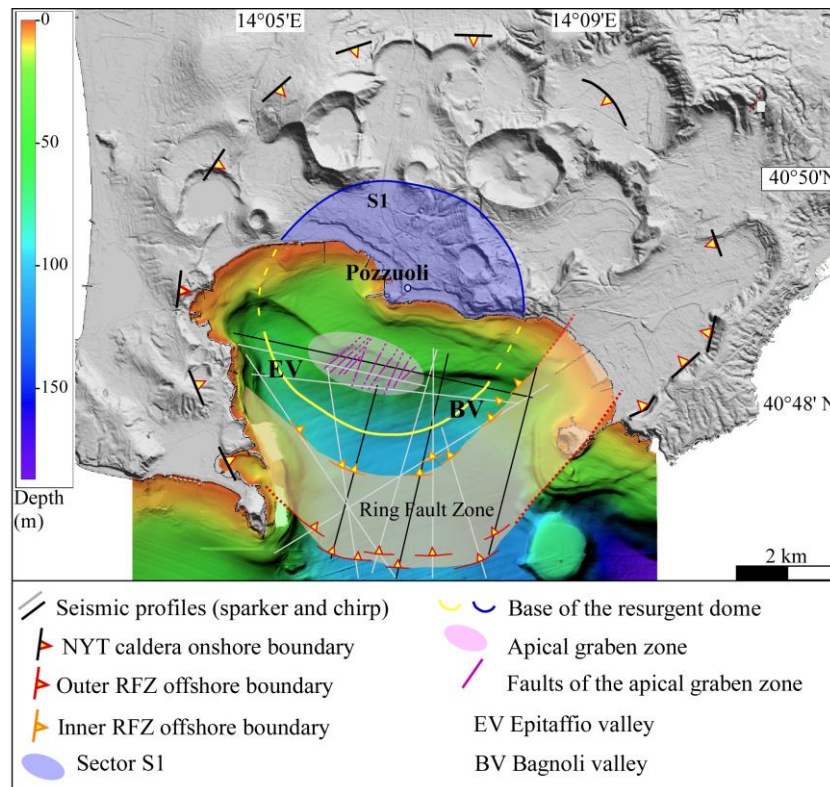 14°05'E
14°09'E
0
-50
-100
-150
Depth
(m)
40°50'N
40°48' N
S1
Pozzuoli
EV
BV
Ring Fault Zone
2 km
Seismic profiles (sparker and chirp)
NYT caldera onshore boundary
Outer RFZ offshore boundary
Inner RFZ offshore boundary
Sector S1
Base of the resurgent dome
Apical graben zone
Faults of the apical graben zone
EV Epitaffio valley
BV Bagnoli valley